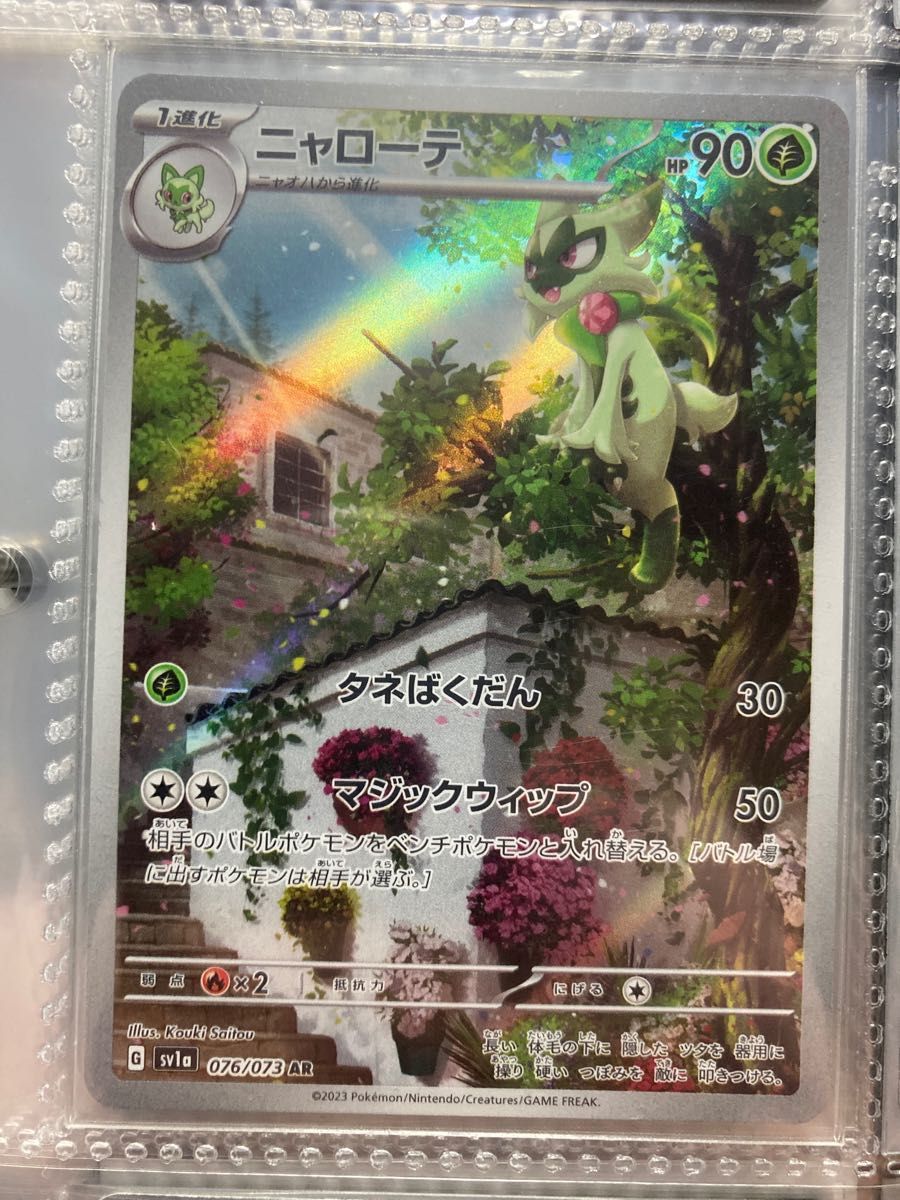 1進化
ニャローテ
HP 90
ニャオハから進化
タネばくだん 30
マジックウィップ 50
相手のバトルポケモンをベンチポケモンと入れ替える。[バトル場
に出すポケモンは相手が選ぶ。]
弱点 ×2 抵抗力 にげる
Illus. Kouki Saitou
長い 体毛の下に 隠した ツタを 器用に
操り 硬い つぼみを 敵に 叩きつける。
G sv1a 076/073 AR
©2023 Pokémon/Nintendo/Creatures/GAME FREAK.